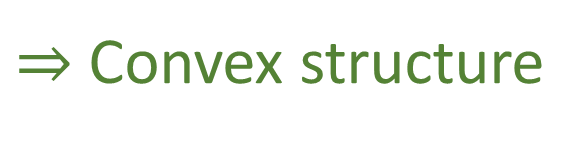 ⇒ Convex structure